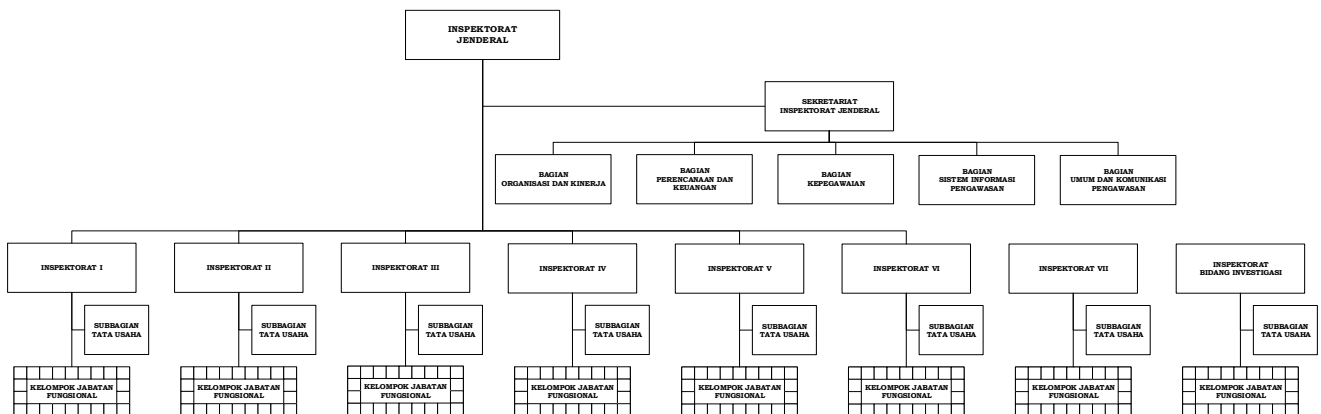 INSPEKTORAT
JENDERAL
SEKRETARIAT
INSPEKTORAT JENDERAL
BAGIAN
ORGANISASI DAN KINERJA
BAGIAN
PERENCANAAN DAN
KEUANGAN
BAGIAN
KEPEGAWAIAN
BAGIAN
SISTEM INFORMASI
PENGAWASAN
BAGIAN
UMUM DAN KOMUNIKASI
PENGAWASAN
INSPEKTORAT I
INSPEKTORAT II
INSPEKTORAT III
INSPEKTORAT IV
INSPEKTORAT V
INSPEKTORAT VI
INSPEKTORAT VII
INSPEKTORAT
BIDANG INVESTIGASI
SUBBAGIAN
TATA USAHA
SUBBAGIAN
TATA USAHA
SUBBAGIAN
TATA USAHA
SUBBAGIAN
TATA USAHA
SUBBAGIAN
TATA USAHA
SUBBAGIAN
TATA USAHA
SUBBAGIAN
TATA USAHA
SUBBAGIAN
TATA USAHA
KELOMPOK JABATAN
FUNGSIONAL
KELOMPOK JABATAN
FUNGSIONAL
KELOMPOK JABATAN
FUNGSIONAL
KELOMPOK JABATAN
FUNGSIONAL
KELOMPOK JABATAN
FUNGSIONAL
KELOMPOK JABATAN
FUNGSIONAL
KELOMPOK JABATAN
FUNGSIONAL
KELOMPOK JABATAN
FUNGSIONAL